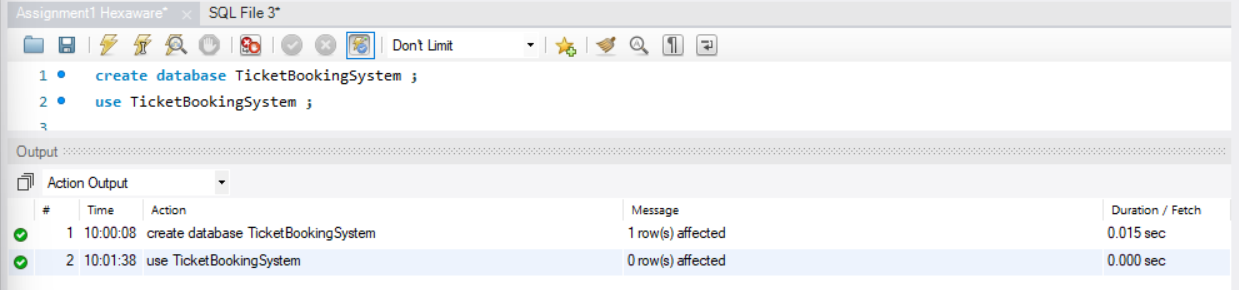 Assignment1 Hexaware* × SQL File 3*
Don't Limit
1 create database TicketBookingSystem ;
2 use TicketBookingSystem ;
3
Output
Action Output
# Time Action Message Duration / Fetch
1 10:00:08 create database TicketBookingSystem 1 row(s) affected 0.015 sec
2 10:01:38 use TicketBookingSystem 0 row(s) affected 0.000 sec